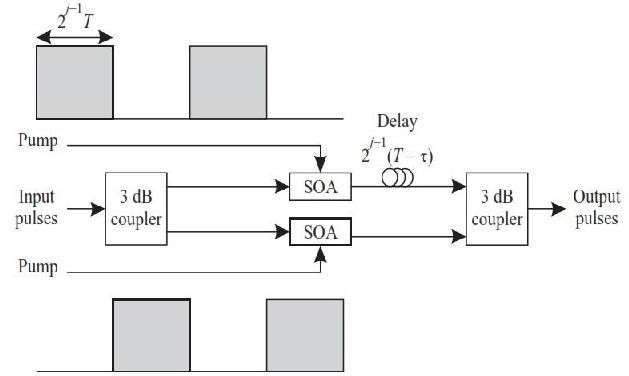 2^{j-1}T
Pump
Delay
2^{j-1}(T − τ)
Input pulses
3 dB coupler
SOA
SOA
3 dB coupler
Output pulses
Pump